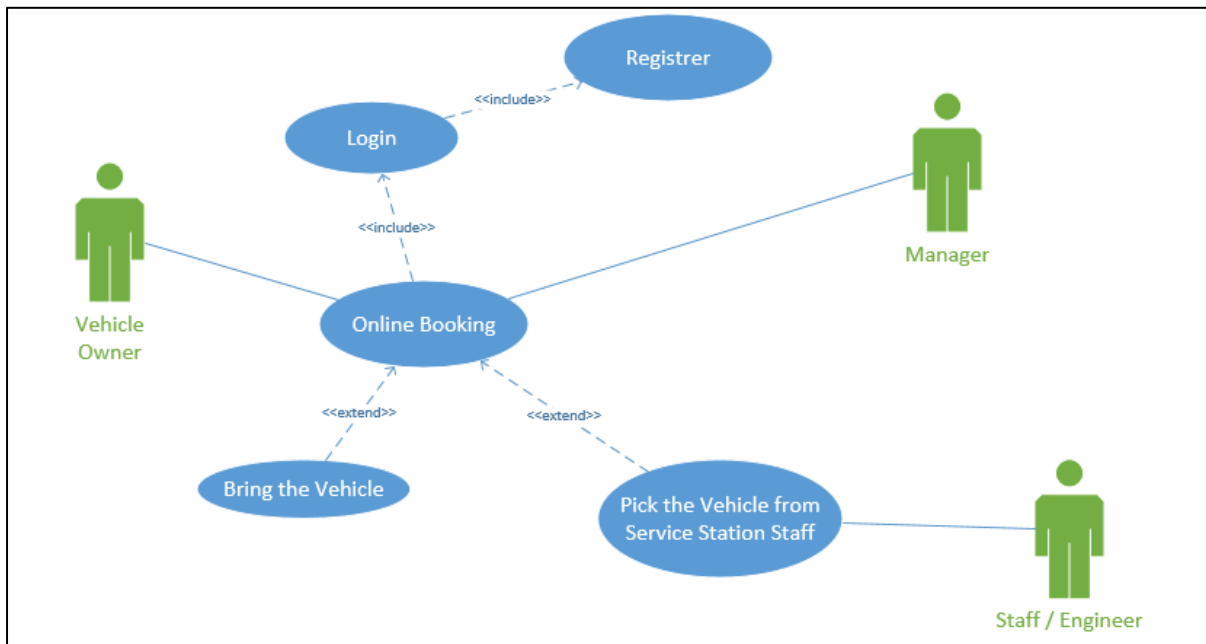 Registrer
<<include>>
Login
<<include>>
Manager
Vehicle
Owner
Online Booking
<<extend>>
<<extend>>
Bring the Vehicle
Pick the Vehicle from
Service Station Staff
Staff / Engineer